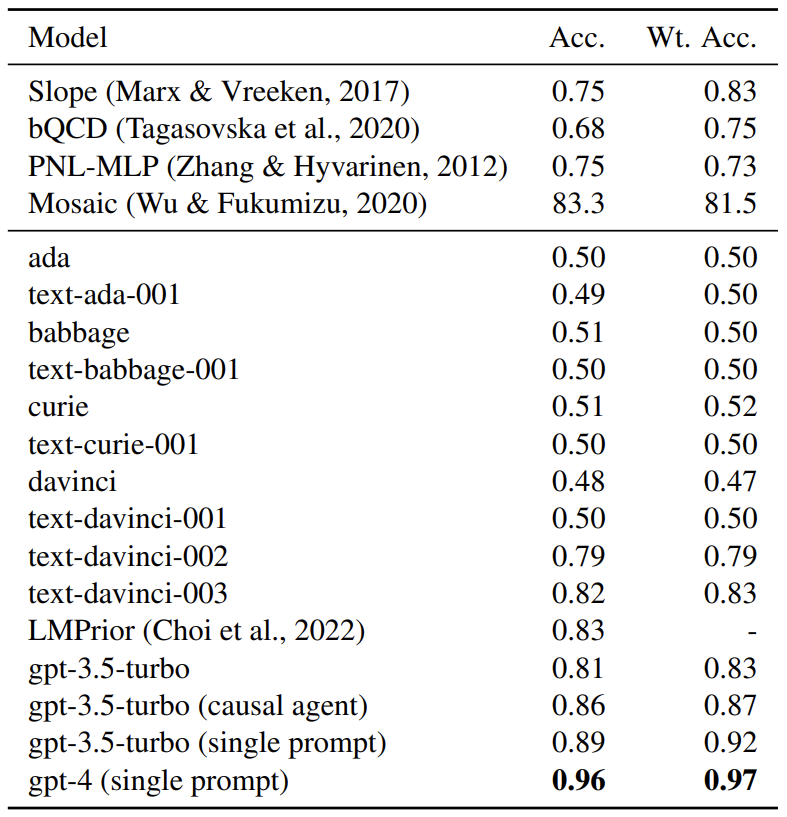 Model Acc. Wt. Acc.
Slope (Marx & Vreeken, 2017) 0.75 0.83
bQCD (Tagasovska et al., 2020) 0.68 0.75
PNL-MLP (Zhang & Hyvarinen, 2012) 0.75 0.73
Mosaic (Wu & Fukumizu, 2020) 83.3 81.5
ada 0.50 0.50
text-ada-001 0.49 0.50
babbage 0.51 0.50
text-babbage-001 0.50 0.50
curie 0.51 0.52
text-curie-001 0.50 0.50
davinci 0.48 0.47
text-davinci-001 0.50 0.50
text-davinci-002 0.79 0.79
text-davinci-003 0.82 0.83
LMPrior (Choi et al., 2022) 0.83 -
gpt-3.5-turbo 0.81 0.83
gpt-3.5-turbo (causal agent) 0.86 0.87
gpt-3.5-turbo (single prompt) 0.89 0.92
gpt-4 (single prompt) 0.96 0.97